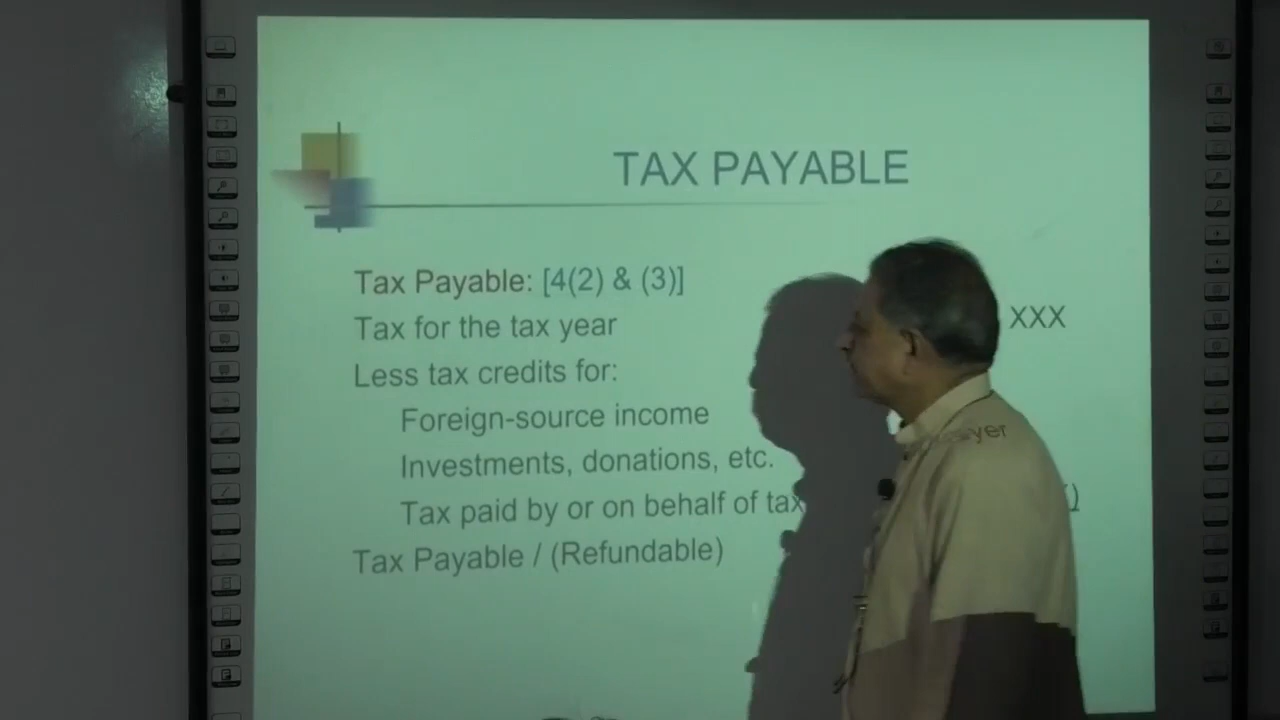 TAX PAYABLE
Tax Payable: [4(2) & (3)]
Tax for the tax year XXX
Less tax credits for:
Foreign-source income
Investments, donations, etc.
Tax paid by or on behalf of tax
Tax Payable / (Refundable)